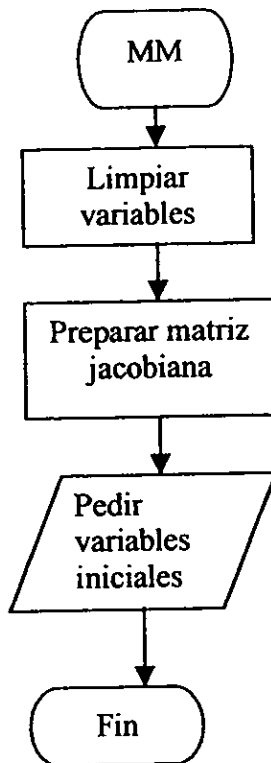 MM
Limpiar
variables
Preparar matriz
jacobiana
Pedir
variables
iniciales
Fin